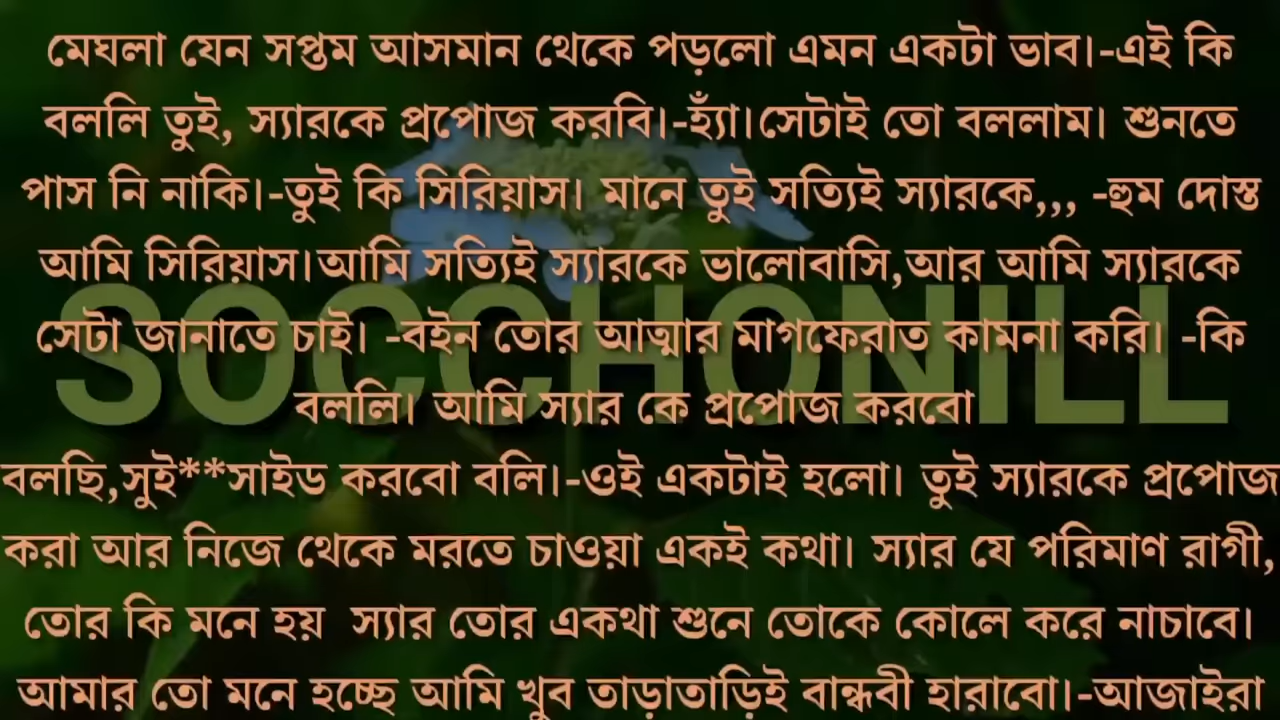 মেঘলা যেন সপ্তম আসমান থেকে পড়লো এমন একটা ভাব।-এই কি
বললি তুই, স্যারকে প্রপোজ করবি।-হ্যাঁ।সেটাই তো বললাম। শুনতে
পাস নি নাকি।-তুই কি সিরিয়াস। মানে তুই সত্যিই স্যারকে,,, -হুম দোস্ত
আমি সিরিয়াস।আমি সত্যিই স্যারকে ভালোবাসি,আর আমি স্যারকে
সেটা জানাতে চাই। -বইন তোর আত্মার মাগফেরাত কামনা করি। -কি
SOCCHONILL
বললি। আমি স্যার কে প্রপোজ করবো
বলছি,সুই**সাইড করবো বলি।-ওই একটাই হলো। তুই স্যারকে প্রপোজ
করা আর নিজে থেকে মরতে চাওয়া একই কথা। স্যার যে পরিমাণ রাগী,
তোর কি মনে হয়  স্যার তোর একথা শুনে তোকে কোলে করে নাচাবে।
আমার তো মনে হচ্ছে আমি খুব তাড়াতাড়িই বান্ধবী হারাবো।-আজাইরা